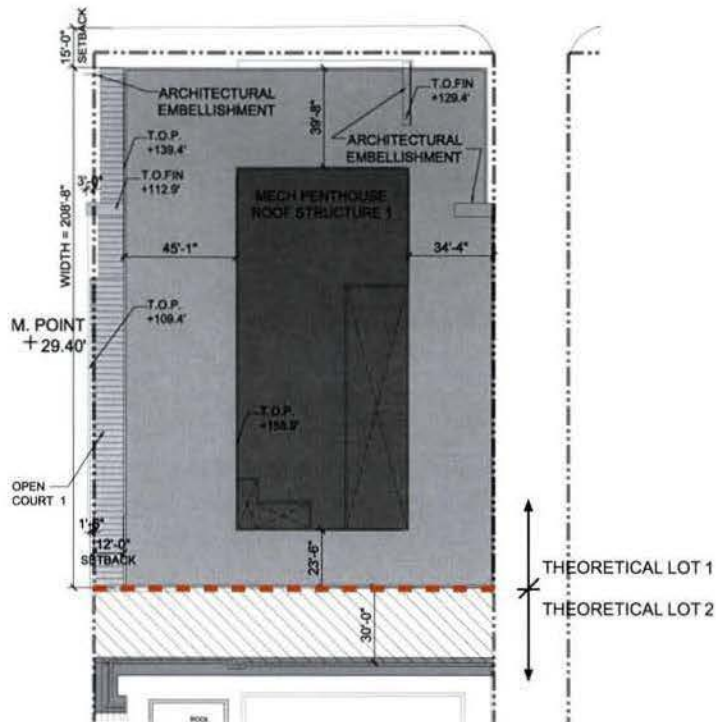 15'-0"
SETBACK
ARCHITECTURAL
EMBELLISHMENT
T.O.FIN
+129.4'
39'-8"
T.O.P.
+139.4'
ARCHITECTURAL
EMBELLISHMENT
3'-0"
T.O.FIN
+112.9'
MECH PENTHOUSE
ROOF STRUCTURE 1
WIDTH = 208'-8"
45'-1"
34'-4"
T.O.P.
+109.4'
M. POINT
+ 29.40'
T.O.P.
OPEN
COURT 1
1'-6"
12'-0"
SETBACK
23'-6"
THEORETICAL LOT 1
THEORETICAL LOT 2
30'-0"